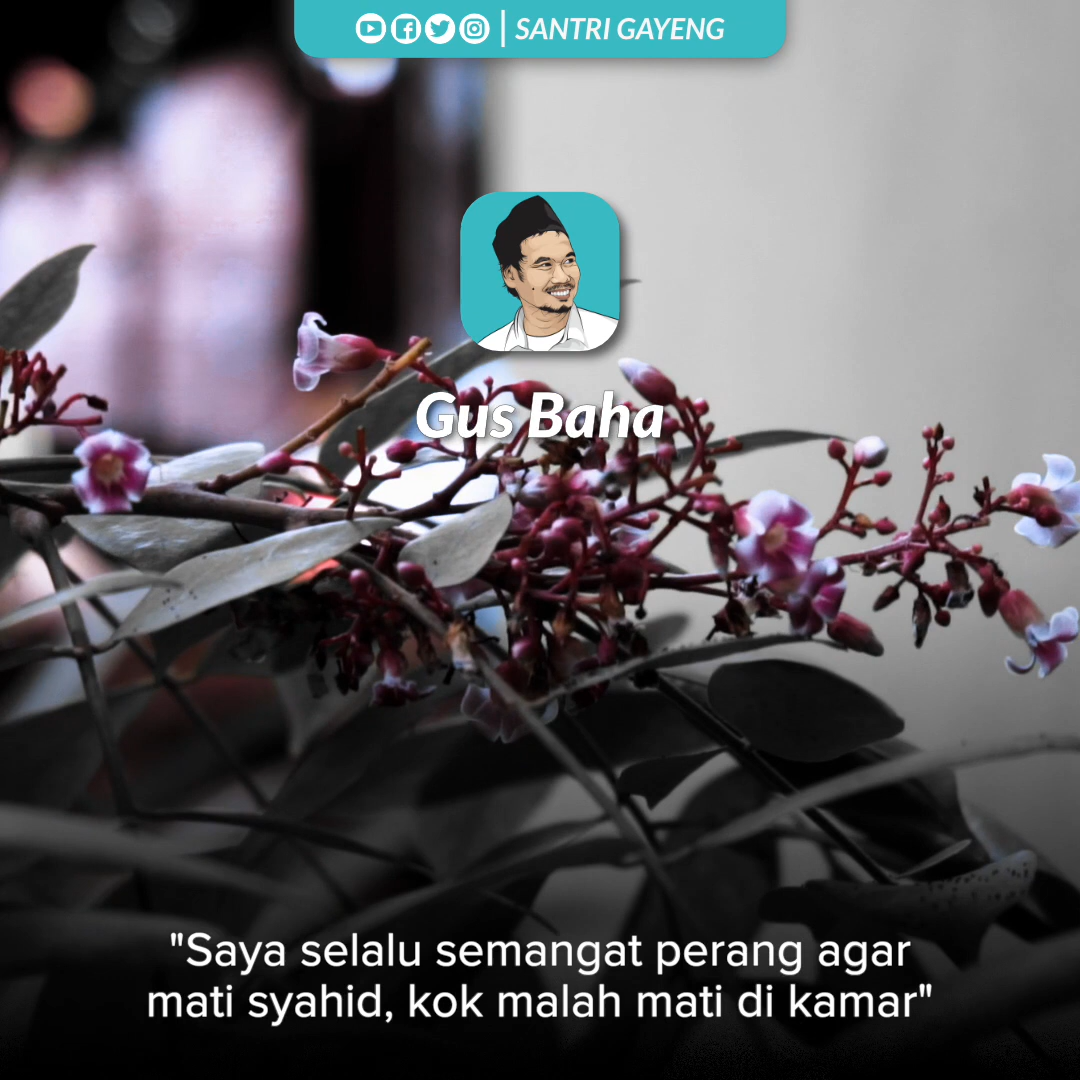 SANTRI GAYENG
Gus Baha
"Saya selalu semangat perang agar
mati syahid, kok malah mati di kamar"